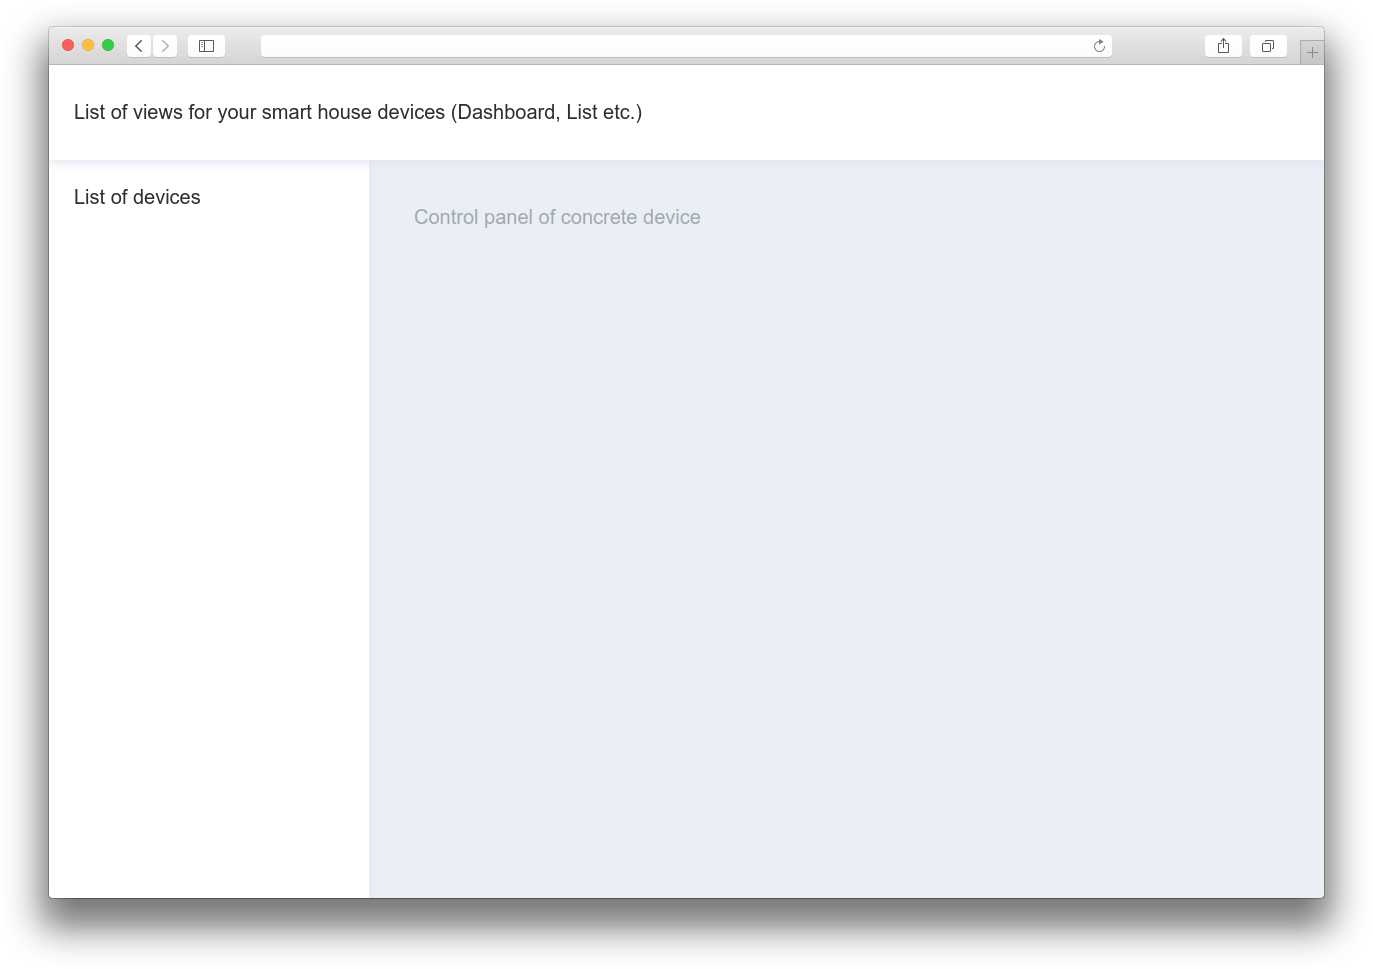 List of views for your smart house devices (Dashboard, List etc.)
List of devices
Control panel of concrete device